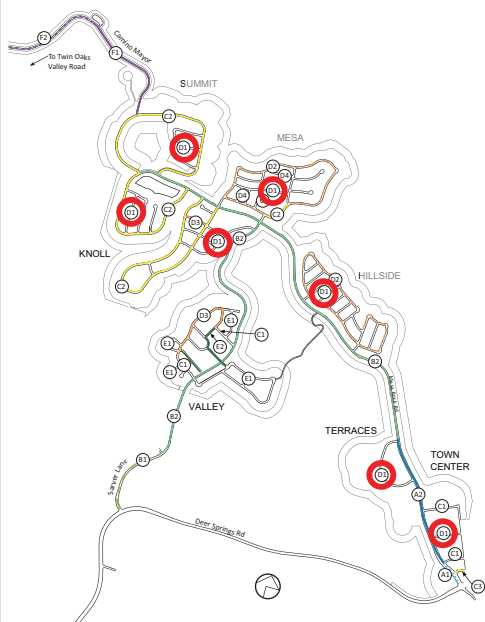 F2
Camino Mayor
F1
To Twin Oaks
Valley Road
SUMMIT
C2
D1
MESA
D2
D4
D1
D4
C2
D1
C2
D3
D1
B2
KNOLL
HILLSIDE
D2
D1
C2
D3
E1
C1
E1
E2
C1
E1
E1
B2
VALLEY
B2
TERRACES
TOWN
CENTER
B1
Sarver Lane
D1
A2
C1
Deer Springs Rd
D1
C1
A1
C3